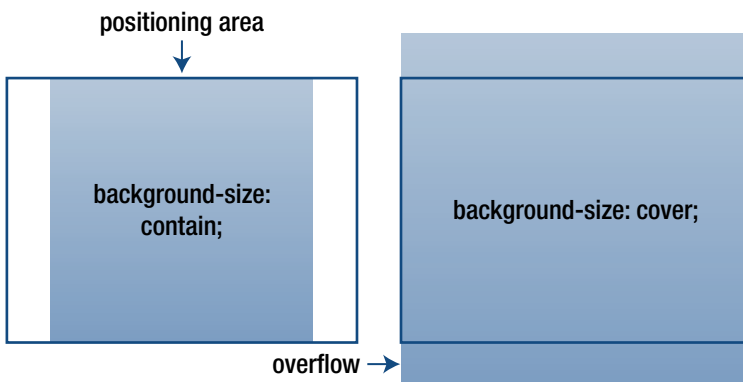 positioning area
background-size:
contain;
background-size: cover;
overflow